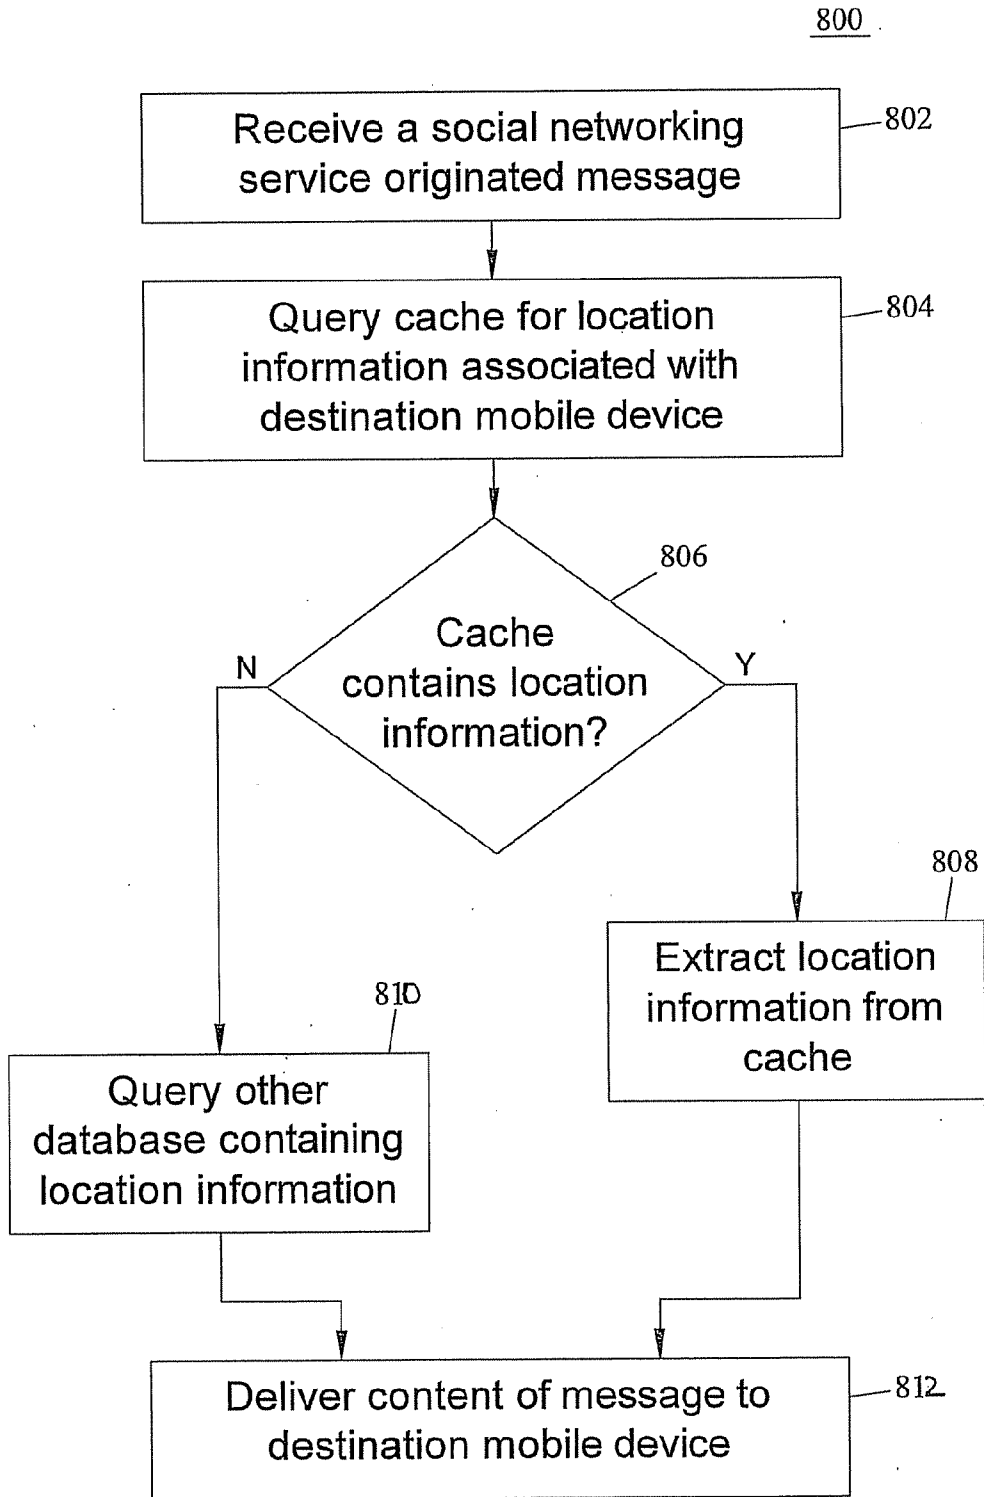 800
Receive a social networking
service originated message
802
Query cache for location
information associated with
destination mobile device
804
806
Cache
contains location
information?
N
Y
808
Extract location
information from
cache
810
Query other
database containing
location information
Deliver content of message to
destination mobile device
812